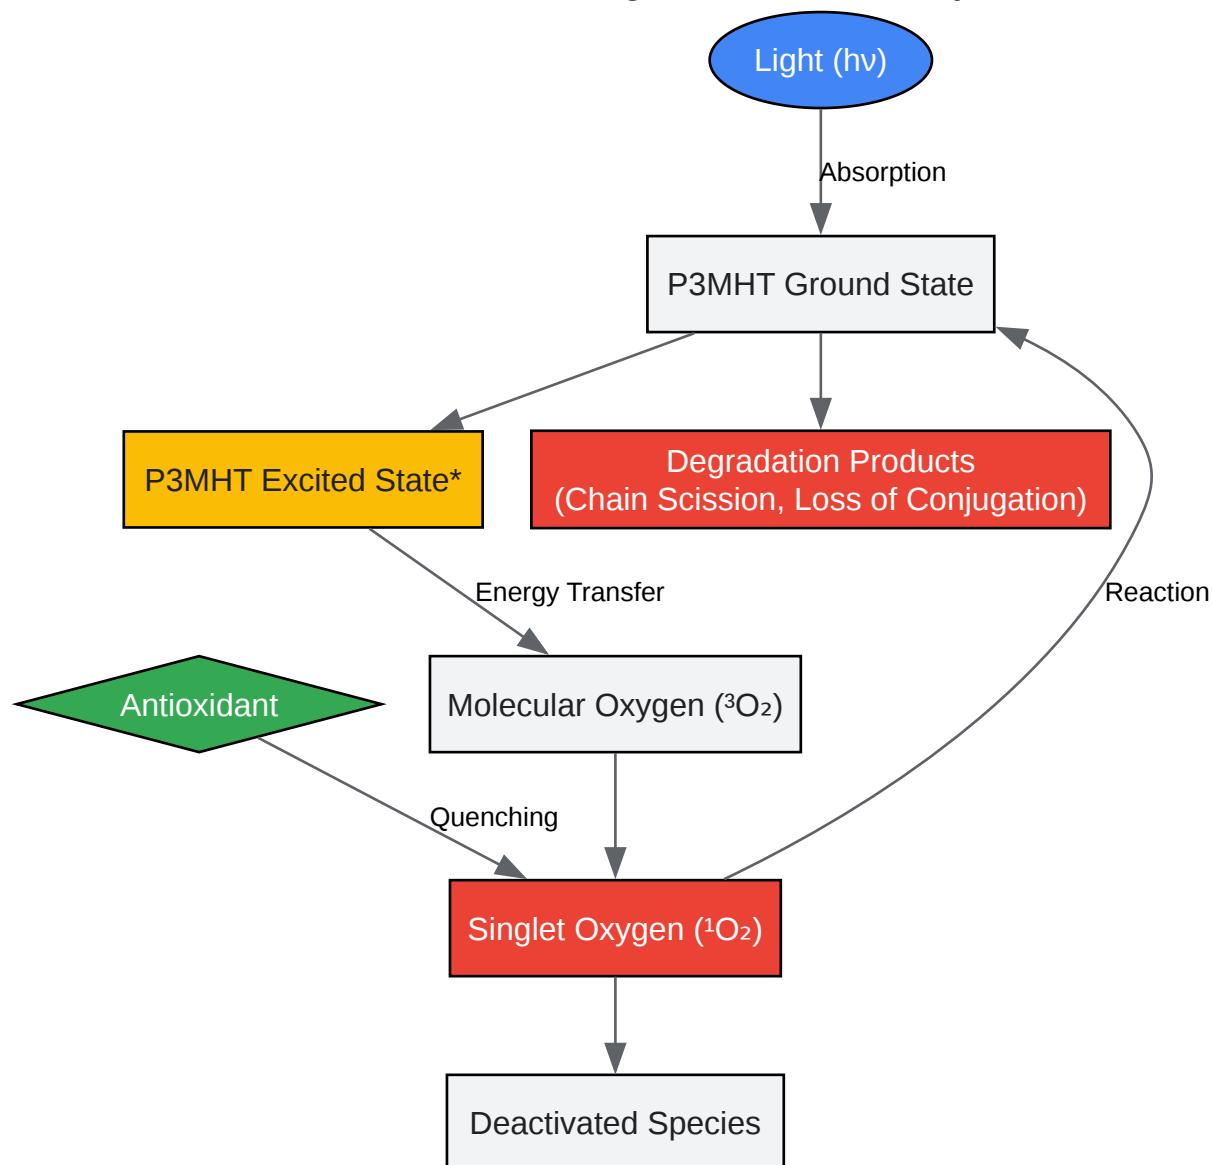 Light (hν)
Absorption
P3MHT Ground State
Degradation Products
(Chain Scission, Loss of Conjugation)
P3MHT Excited State*
Energy Transfer
Reaction
Antioxidant
Molecular Oxygen (³O₂)
Quenching
Singlet Oxygen (¹O₂)
Deactivated Species